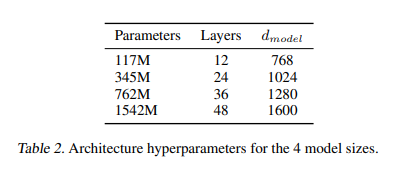 Parameters Layers d_model
117M 12 768
345M 24 1024
762M 36 1280
1542M 48 1600
Table 2. Architecture hyperparameters for the 4 model sizes.